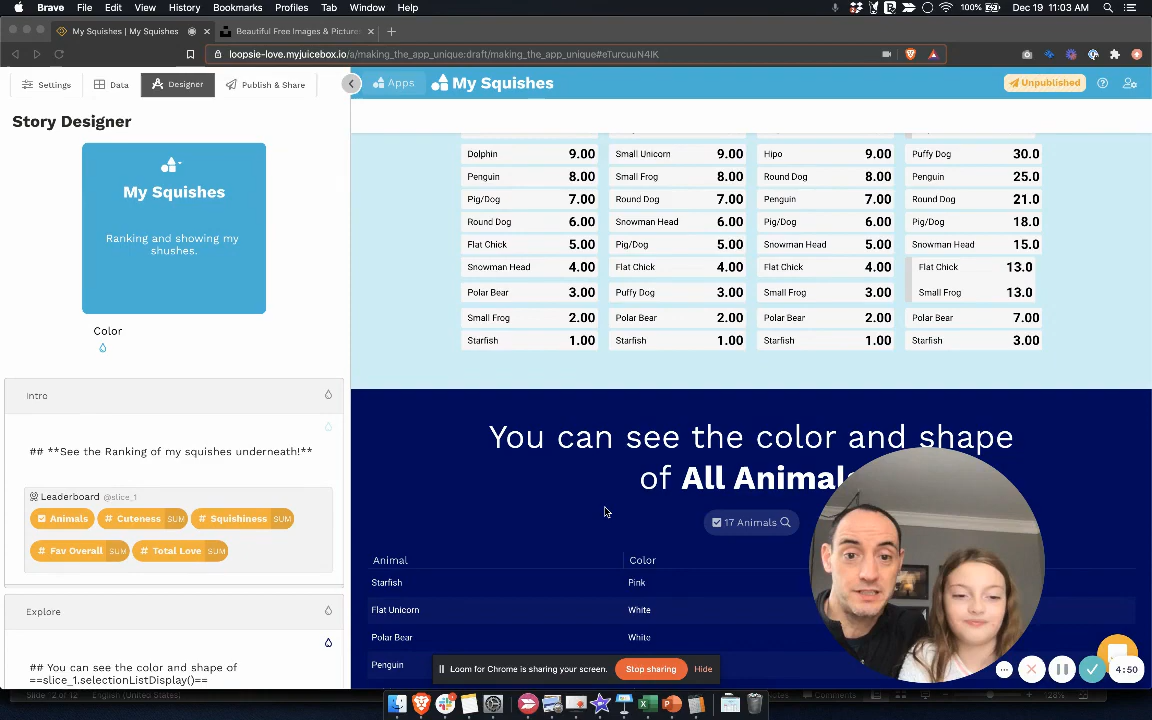 Brave File Edit View History Bookmarks Profiles Tab Window Help 100% Dec 19 11:03 AM
My Squishes | My Squishes
Beautiful Free Images & Pictures
loopsie-love.myjuicebox.io/a/making_the_app_unique:draft/making_the_app_unique#eTurcuuN4IK
Settings Data Designer Publish & Share
Apps My Squishes Unpublished
Story Designer
My Squishes
Ranking and showing my
shushes.
Color
Intro
## **See the Ranking of my squishes underneath!**
Leaderboard @slice_1
Animals # Cuteness SUM # Squishiness SUM
# Fav Overall SUM # Total Love SUM
Explore
## You can see the color and shape of
==slice_1.selectionListDisplay()==
Dolphin 9.00 Small Unicorn 9.00 Hipo 9.00 Puffy Dog 30.0
Penguin 8.00 Small Frog 8.00 Round Dog 8.00 Penguin 25.0
Pig/Dog 7.00 Round Dog 7.00 Penguin 7.00 Round Dog 21.0
Round Dog 6.00 Snowman Head 6.00 Pig/Dog 6.00 Pig/Dog 18.0
Flat Chick 5.00 Pig/Dog 5.00 Snowman Head 5.00 Snowman Head 15.0
Snowman Head 4.00 Flat Chick 4.00 Flat Chick 4.00 Flat Chick 13.0
Polar Bear 3.00 Puffy Dog 3.00 Small Frog 3.00 Small Frog 13.0
Small Frog 2.00 Polar Bear 2.00 Polar Bear 2.00 Polar Bear 7.00
Starfish 1.00 Starfish 1.00 Starfish 1.00 Starfish 3.00
You can see the color and shape
of All Animals
17 Animals
Animal Color
Starfish Pink
Flat Unicorn White
Polar Bear White
Penguin
Loom for Chrome is sharing your screen. Stop sharing Hide
4:50
Slide 12 of 12 English (United States) Comments 128%